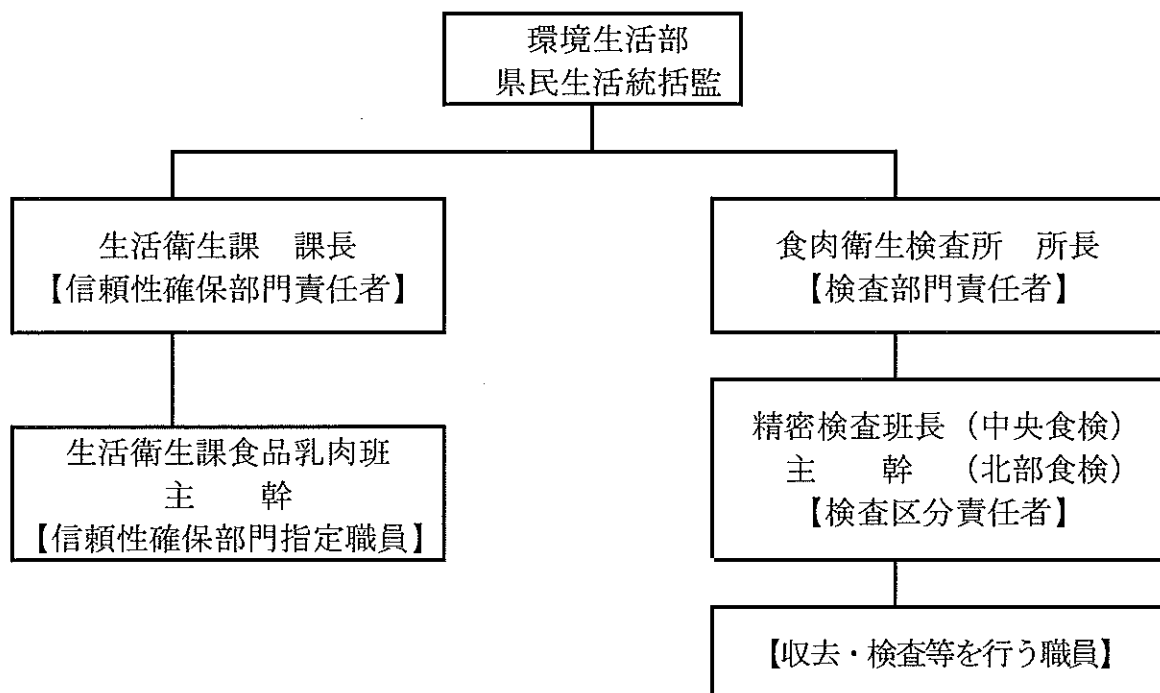 環境生活部
県民生活統括監
生活衛生課　課長
【信頼性確保部門責任者】
生活衛生課食品乳肉班
主　　幹
【信頼性確保部門指定職員】
食肉衛生検査所　所長
【検査部門責任者】
精密検査班長（中央食検）
主　　幹　（北部食検）
【検査区分責任者】
【収去・検査等を行う職員】